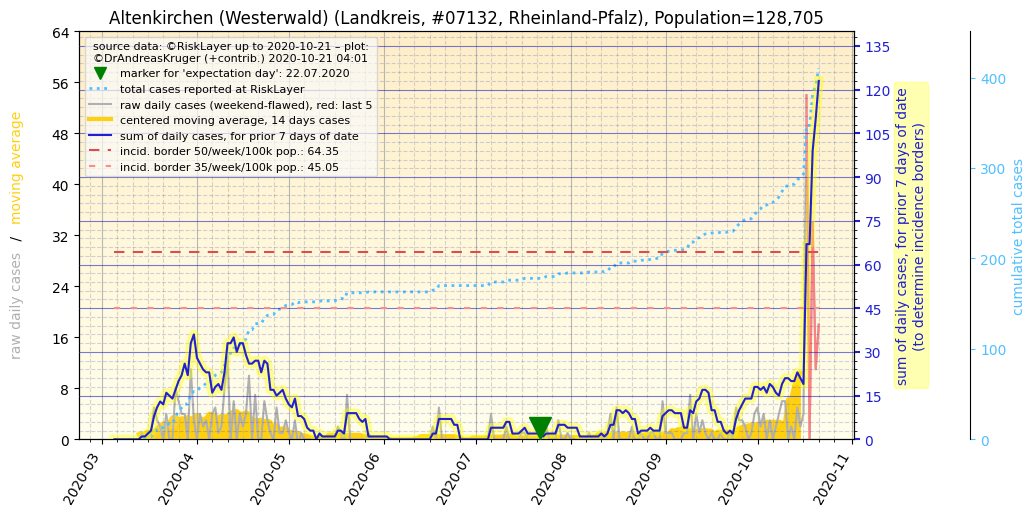 Altenkirchen (Westerwald) (Landkreis, #07132, Rheinland-Pfalz), Population=128,705
source data: ©RiskLayer up to 2020-10-21 – plot:
©DrAndreasKruger (+contrib.) 2020-10-21 04:01
marker for 'expectation day': 22.07.2020
total cases reported at RiskLayer
raw daily cases (weekend-flawed), red: last 5
centered moving average, 14 days cases
sum of daily cases, for prior 7 days of date
incid. border 50/week/100k pop.: 64.35
incid. border 35/week/100k pop.: 45.05
raw daily cases / moving average
64
56
48
40
32
24
16
8
0
2020-03
2020-04
2020-05
2020-06
2020-07
2020-08
2020-09
2020-10
2020-11
135
120
105
90
75
60
45
30
15
0
sum of daily cases, for prior 7 days of date
(to determine incidence borders)
400
300
200
100
0
cumulative total cases